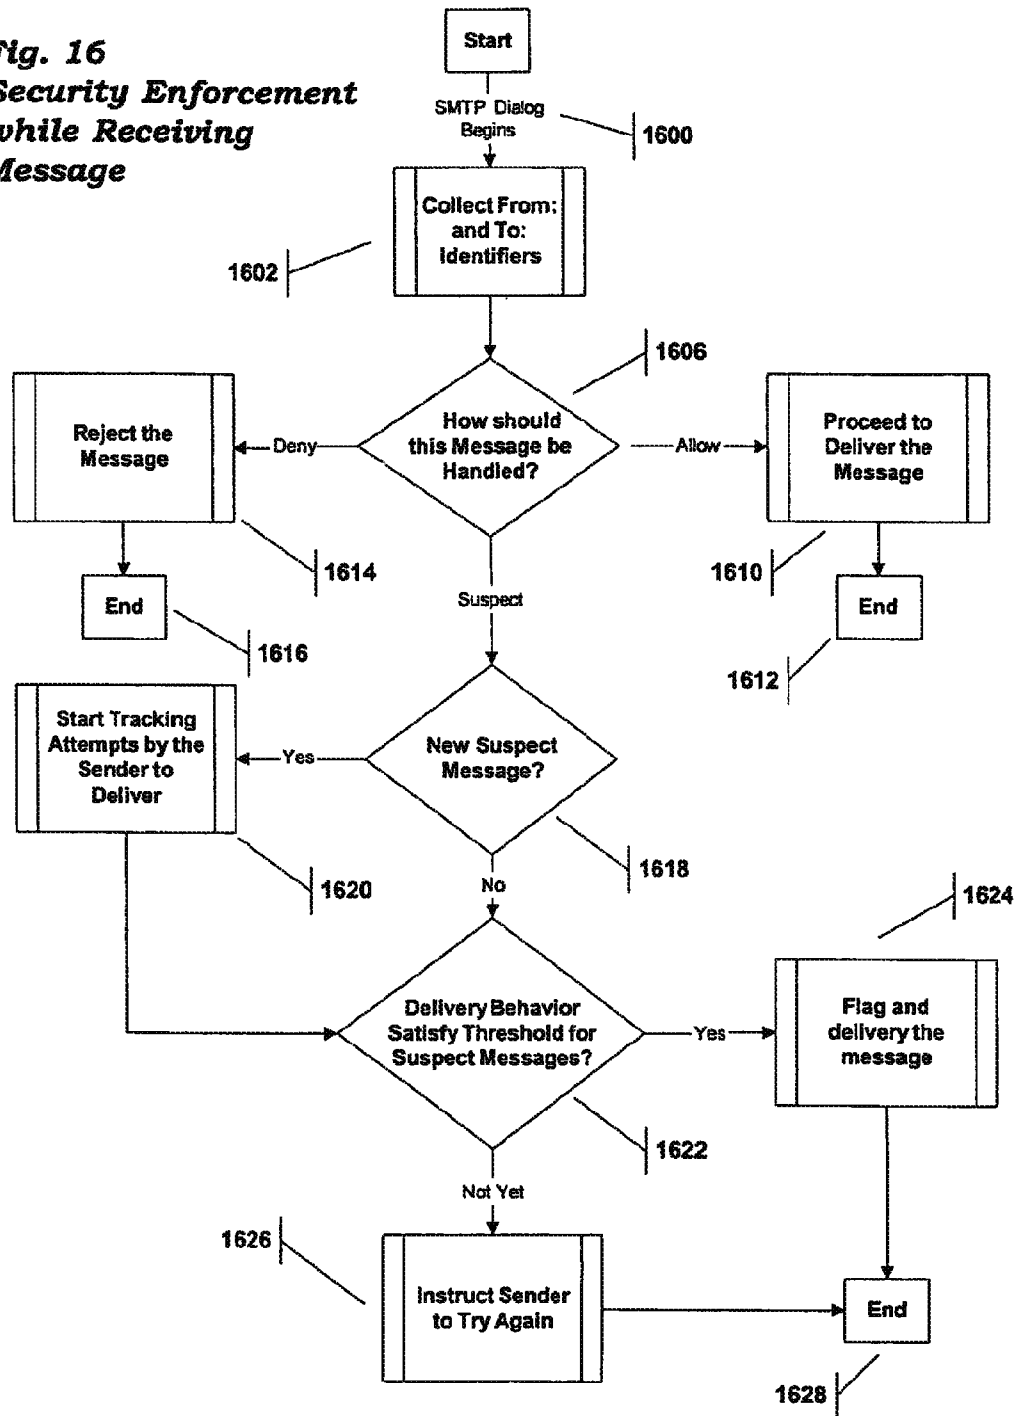 Fig. 16
Security Enforcement
while Receiving
Message
Start
SMTP Dialog
Begins
1600
Collect From:
and To:
Identifiers
1602
1606
How should
this Message be
Handled?
Deny
Allow
Reject the
Message
Proceed to
Deliver the
Message
1614
1610
End
End
1616
1612
Suspect
New Suspect
Message?
Yes
Start Tracking
Attempts by the
Sender to
Deliver
1618
1620
No
1624
Delivery Behavior
Satisfy Threshold for
Suspect Messages?
Yes
Flag and
delivery the
message
1622
Not Yet
1626
Instruct Sender
to Try Again
End
1628